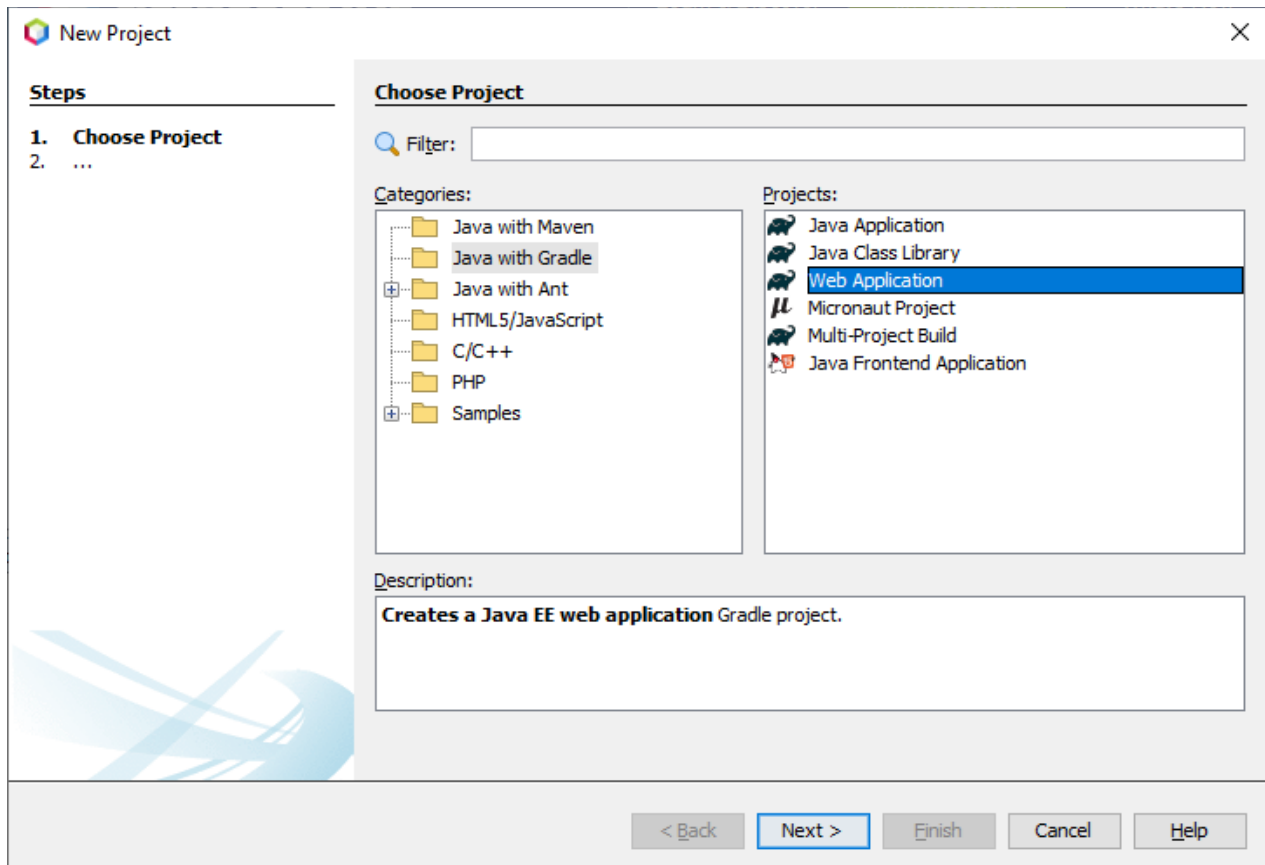 New Project
Steps
1. Choose Project
2. ...
Choose Project
Filter:
Categories:
Java with Maven
Java with Gradle
Java with Ant
HTML5/JavaScript
C/C++
PHP
Samples
Projects:
Java Application
Java Class Library
Web Application
Micronaut Project
Multi-Project Build
Java Frontend Application
Description:
Creates a Java EE web application Gradle project.
< Back
Next >
Finish
Cancel
Help